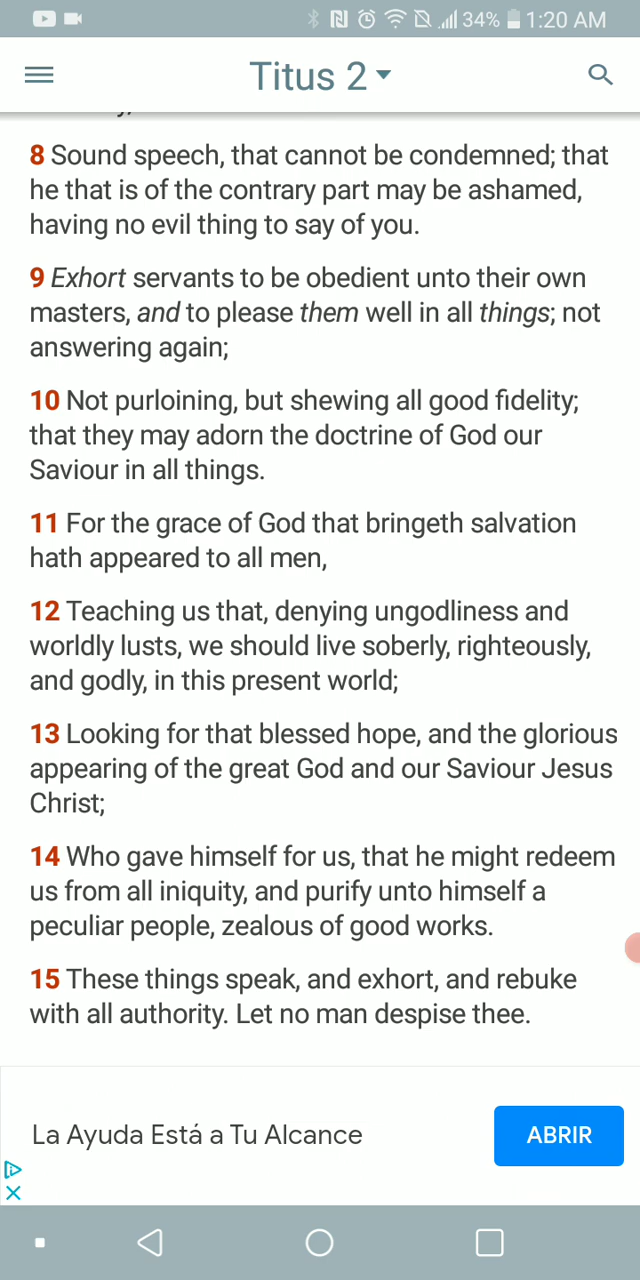 34% 1:20 AM
Titus 2
8 Sound speech, that cannot be condemned; that
he that is of the contrary part may be ashamed,
having no evil thing to say of you.
9 Exhort servants to be obedient unto their own
masters, and to please them well in all things; not
answering again;
10 Not purloining, but shewing all good fidelity;
that they may adorn the doctrine of God our
Saviour in all things.
11 For the grace of God that bringeth salvation
hath appeared to all men,
12 Teaching us that, denying ungodliness and
worldly lusts, we should live soberly, righteously,
and godly, in this present world;
13 Looking for that blessed hope, and the glorious
appearing of the great God and our Saviour Jesus
Christ;
14 Who gave himself for us, that he might redeem
us from all iniquity, and purify unto himself a
peculiar people, zealous of good works.
15 These things speak, and exhort, and rebuke
with all authority. Let no man despise thee.
La Ayuda Está a Tu Alcance
ABRIR